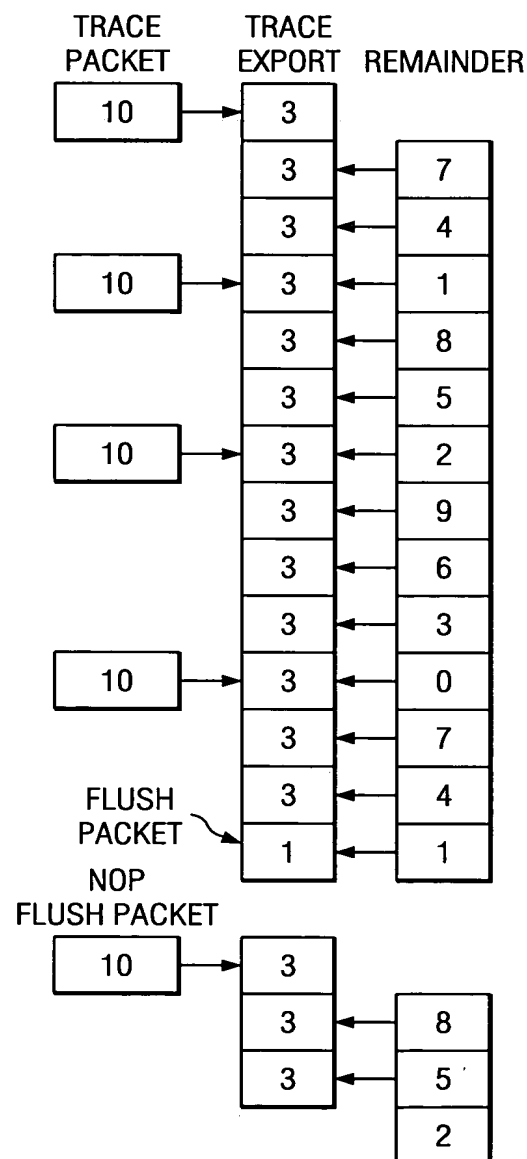 TRACE PACKET TRACE EXPORT REMAINDER
10 3
3 7
3 4
10 3 1
3 8
3 5
10 3 2
3 9
3 6
3 3
10 3 0
3 7
3 4
FLUSH PACKET 1 1
NOP FLUSH PACKET
10 3
3 8
3 5
2